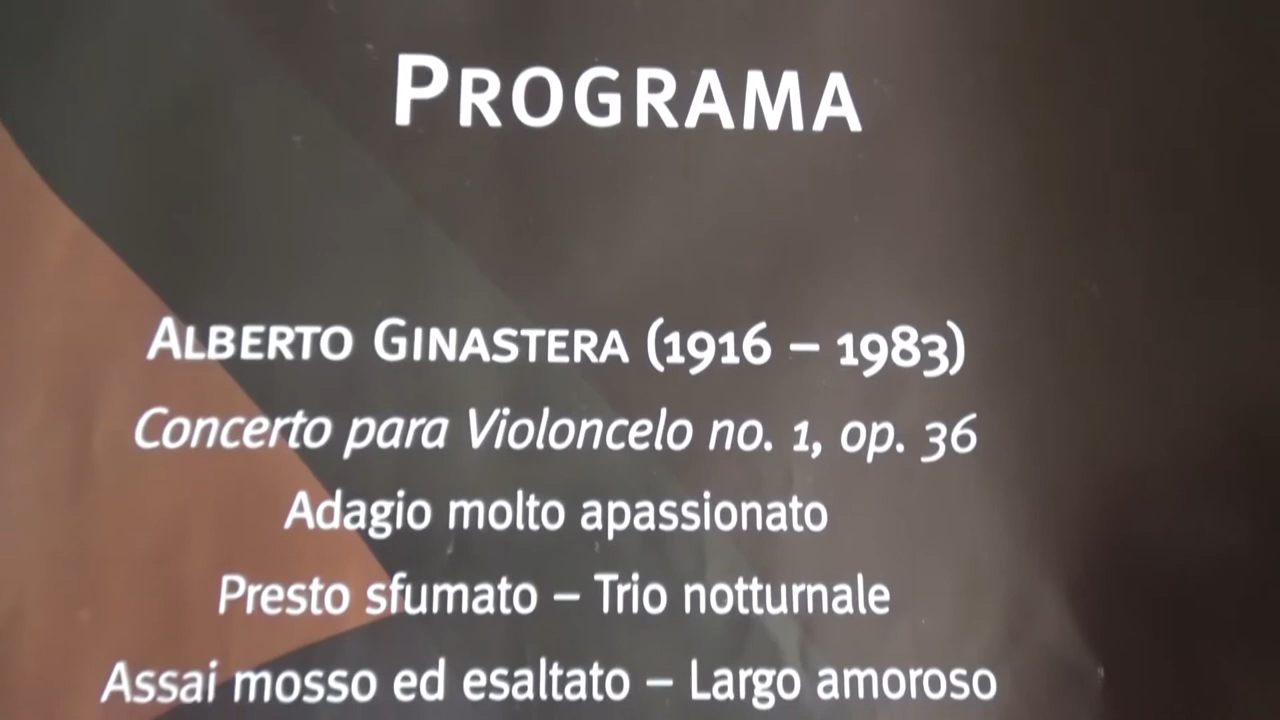 PROGRAMA
ALBERTO GINASTERA (1916 – 1983)
Concerto para Violoncelo no. 1, op. 36
Adagio molto apassionato
Presto sfumato – Trio notturnale
Assai mosso ed esaltato – Largo amoroso